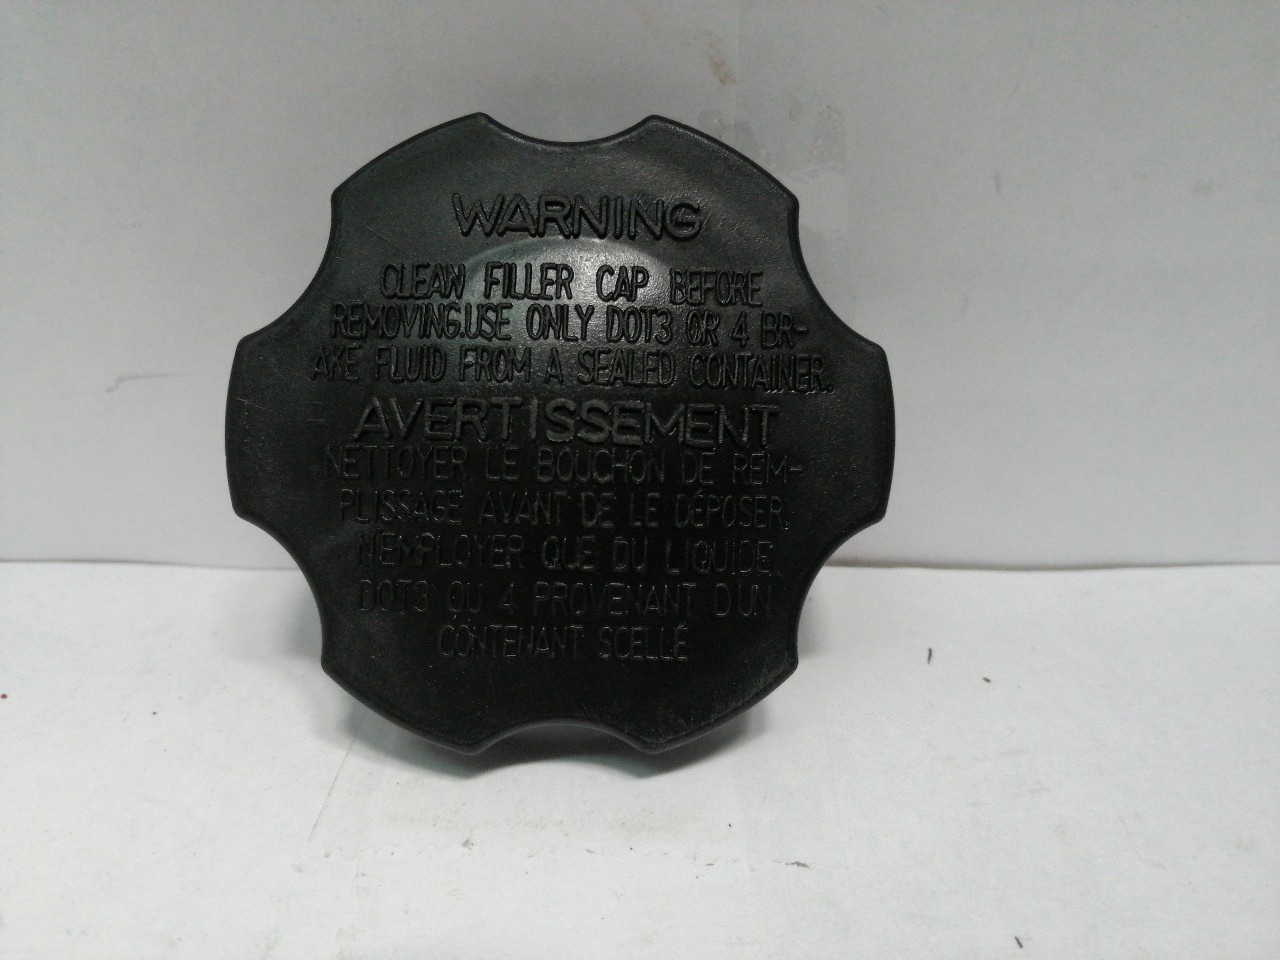 WARNING
CLEAN FILLER CAP BEFORE
REMOVING.USE ONLY DOT3 OR 4 BR-
AKE FLUID FROM A SEALED CONTAINER.
AVERTISSEMENT
NETTOYER LE BOUCHON DE REM-
PLISSAGE AVANT DE LE DÉPOSER.
N'EMPLOYER QUE DU LIQUIDE
DOT3 OU 4 PROVENANT D'UN
CONTENANT SCELLÉ